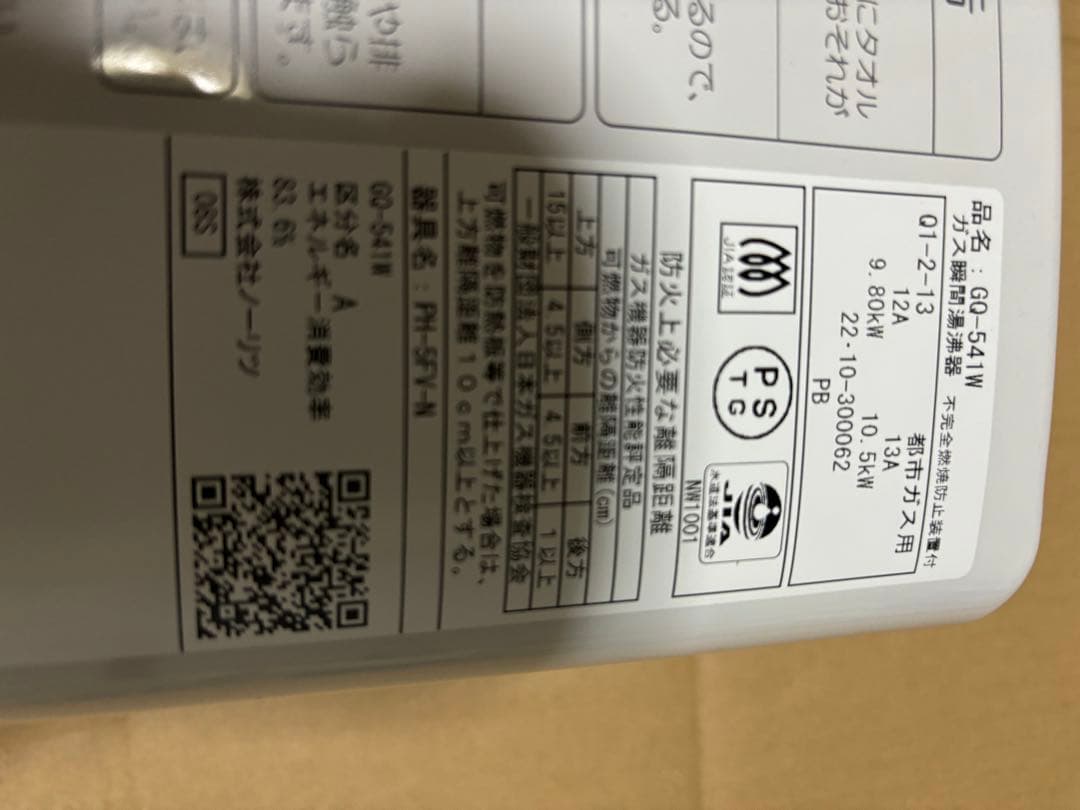 にタオル
おそれが
るので、
る。
や排
触ら
ます。
品名：GQ-541W
ガス瞬間湯沸器 不完全燃焼防止装置付
都市ガス用
Q1-2-13
12A 13A
9.80kW 10.5kW
22･10-300062
PB
JIA認証
PS
TG
JIA
水道法基準適合
NW1001
防火上必要な離隔距離
ガス機器防火性能評定品
可燃物からの離隔距離(cm)
上方 側方 前方 後方
15以上 4.5以上 4.5以上 1以上
一般財団法人日本ガス機器検査協会
可燃物を防熱板等で仕上げた場合は、
上方離隔距離10cm以上とする。
器具名：PH-5FV-N
GQ-541W
区分名 A
エネルギー消費効率
83.6%
株式会社ノーリツ
06S